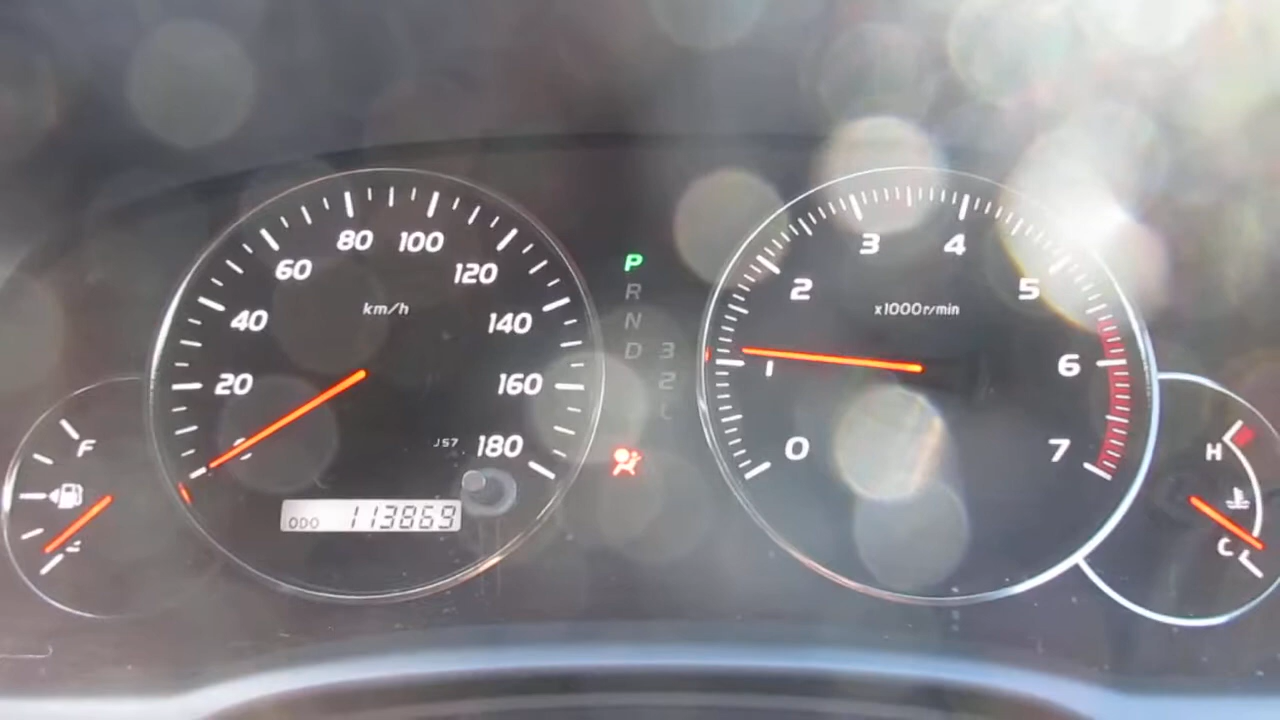 80 100
60 120
40 km/h 140
20 160
J57 180
ODO 113869
F
P
R
N
D 3
2
L
3 4
2 5
x1000r/min
1 6
0 7
H
C